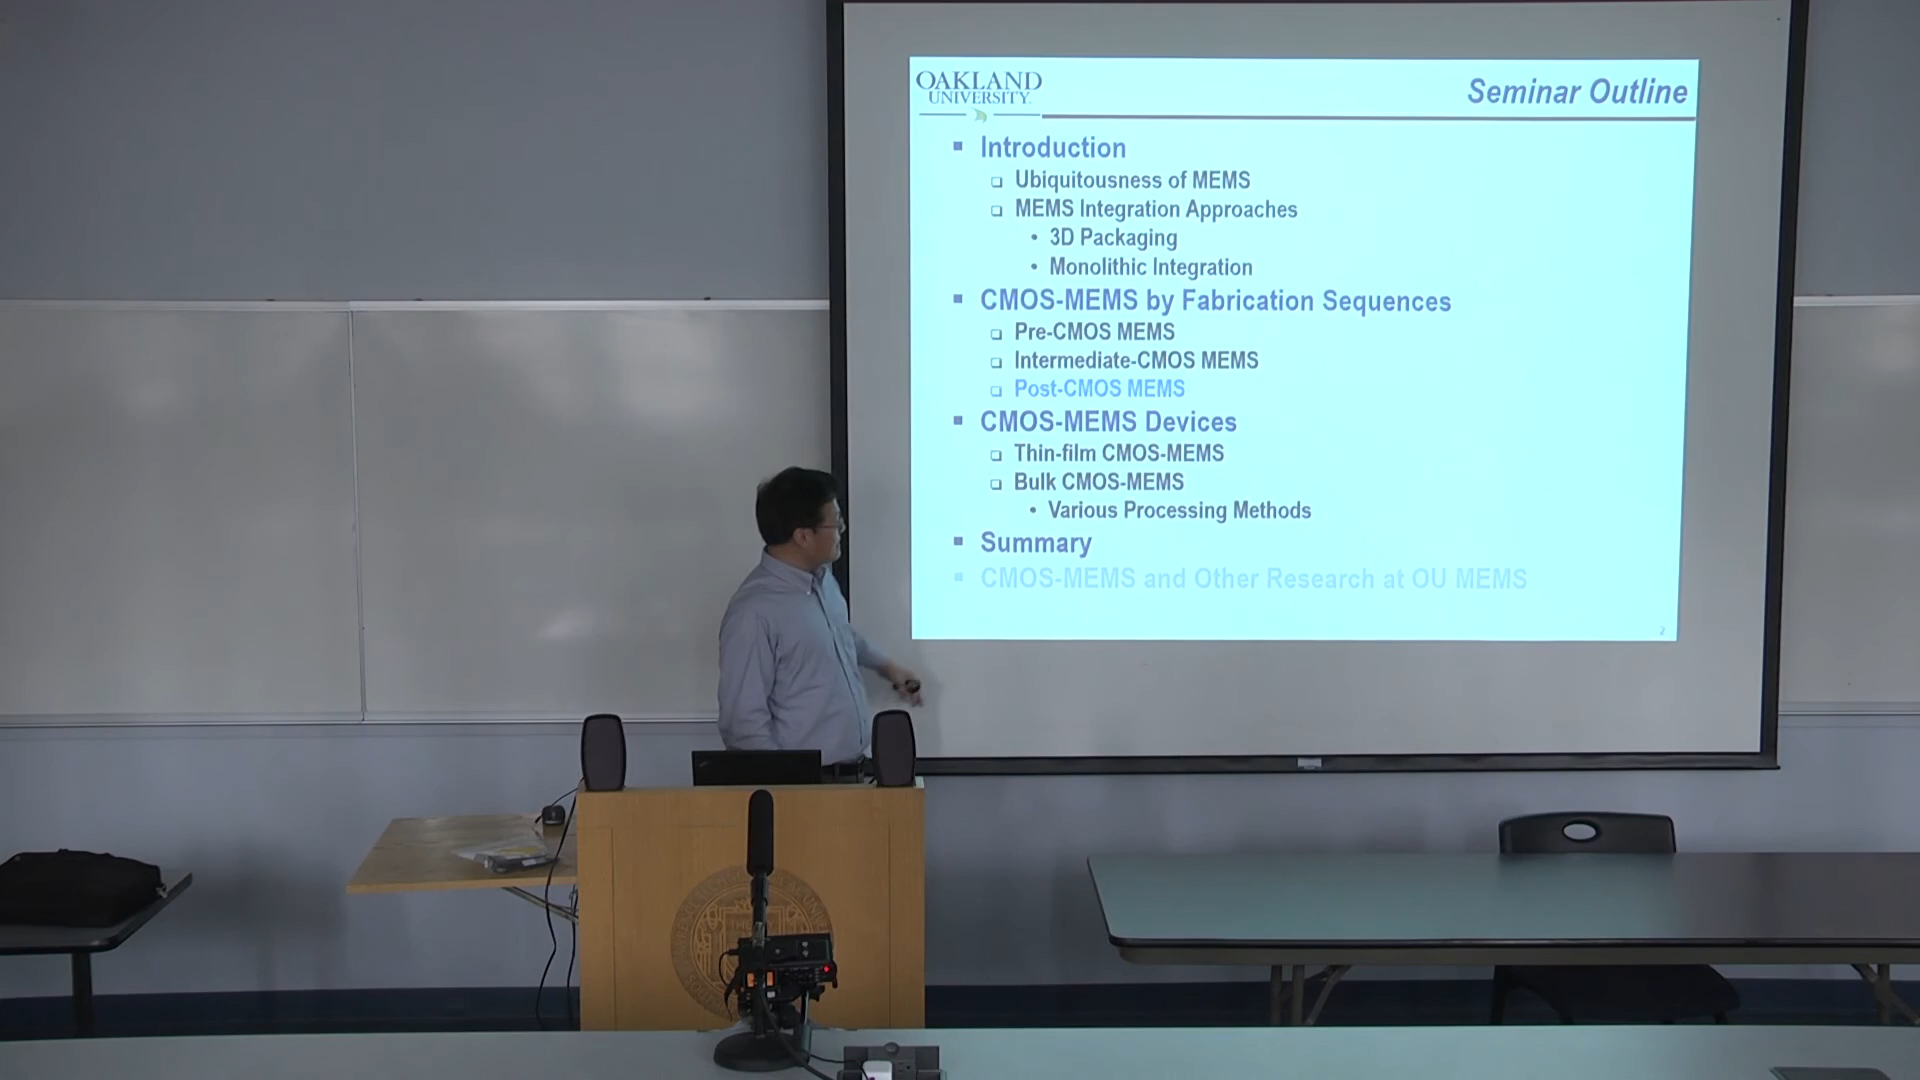 OAKLAND
UNIVERSITY
Seminar Outline
Introduction
Ubiquitousness of MEMS
MEMS Integration Approaches
3D Packaging
Monolithic Integration
CMOS-MEMS by Fabrication Sequences
Pre-CMOS MEMS
Intermediate-CMOS MEMS
Post-CMOS MEMS
CMOS-MEMS Devices
Thin-film CMOS-MEMS
Bulk CMOS-MEMS
Various Processing Methods
Summary
CMOS-MEMS and Other Research at OU MEMS
2